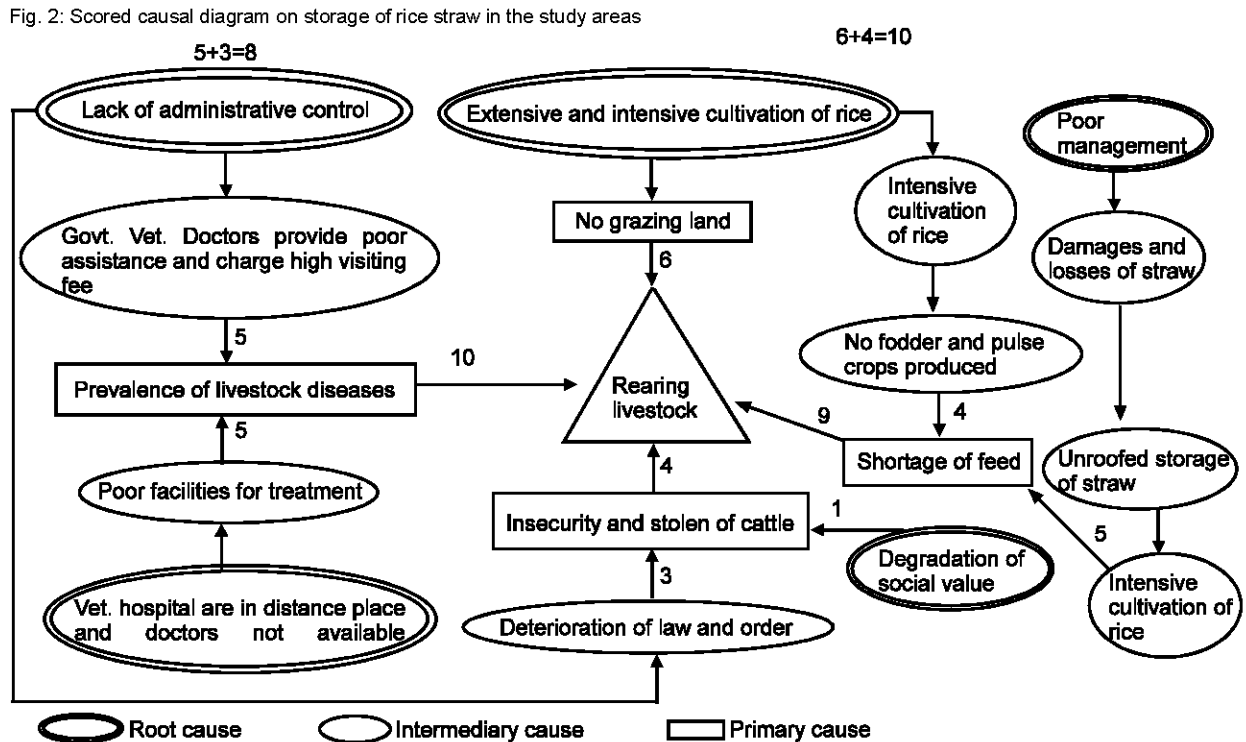 Fig. 2: Scored causal diagram on storage of rice straw in the study areas
5+3=8
6+4=10
Lack of administrative control
Extensive and intensive cultivation of rice
Poor
management
Intensive
cultivation
of rice
No grazing land
6
Govt. Vet. Doctors provide poor
assistance and charge high visiting
fee
Damages and
losses of straw
5
No fodder and pulse
crops produced
10
Prevalence of livestock diseases
Rearing
livestock
9
4
5
4
Shortage of feed
Unroofed storage
of straw
Poor facilities for treatment
Insecurity and stolen of cattle
1
5
3
Degradation of
social value
Vet. hospital are in distance place
and doctors not available
Deterioration of law and order
Intensive
cultivation of
rice
Root cause
Intermediary cause
Primary cause